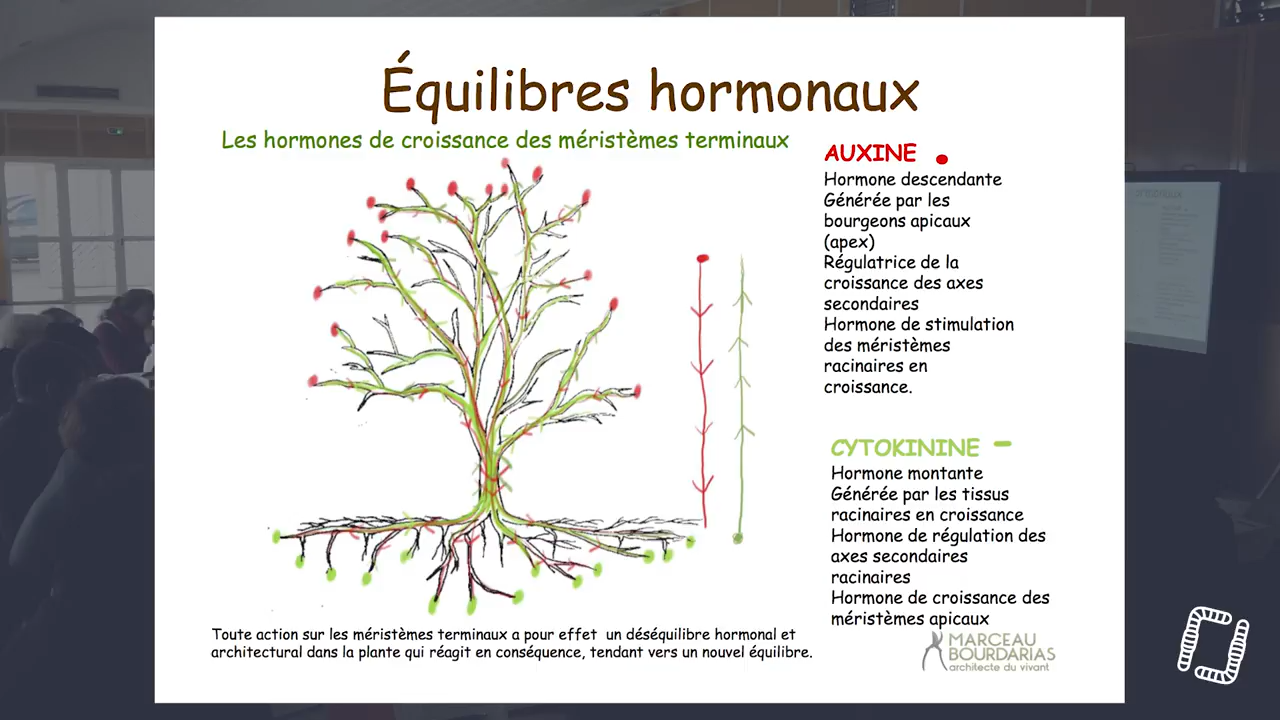 Équilibres hormonaux
Les hormones de croissance des méristèmes terminaux
AUXINE
Hormone descendante
Générée par les
bourgeons apicaux
(apex)
Régulatrice de la
croissance des axes
secondaires
Hormone de stimulation
des méristèmes
racinaires en
croissance.
CYTOKININE
Hormone montante
Générée par les tissus
racinaires en croissance
Hormone de régulation des
axes secondaires
racinaires
Hormone de croissance des
méristèmes apicaux
Toute action sur les méristèmes terminaux a pour effet un déséquilibre hormonal et
architectural dans la plante qui réagit en conséquence, tendant vers un nouvel équilibre.
MARCEAU
BOURDARIAS
architecte du vivant